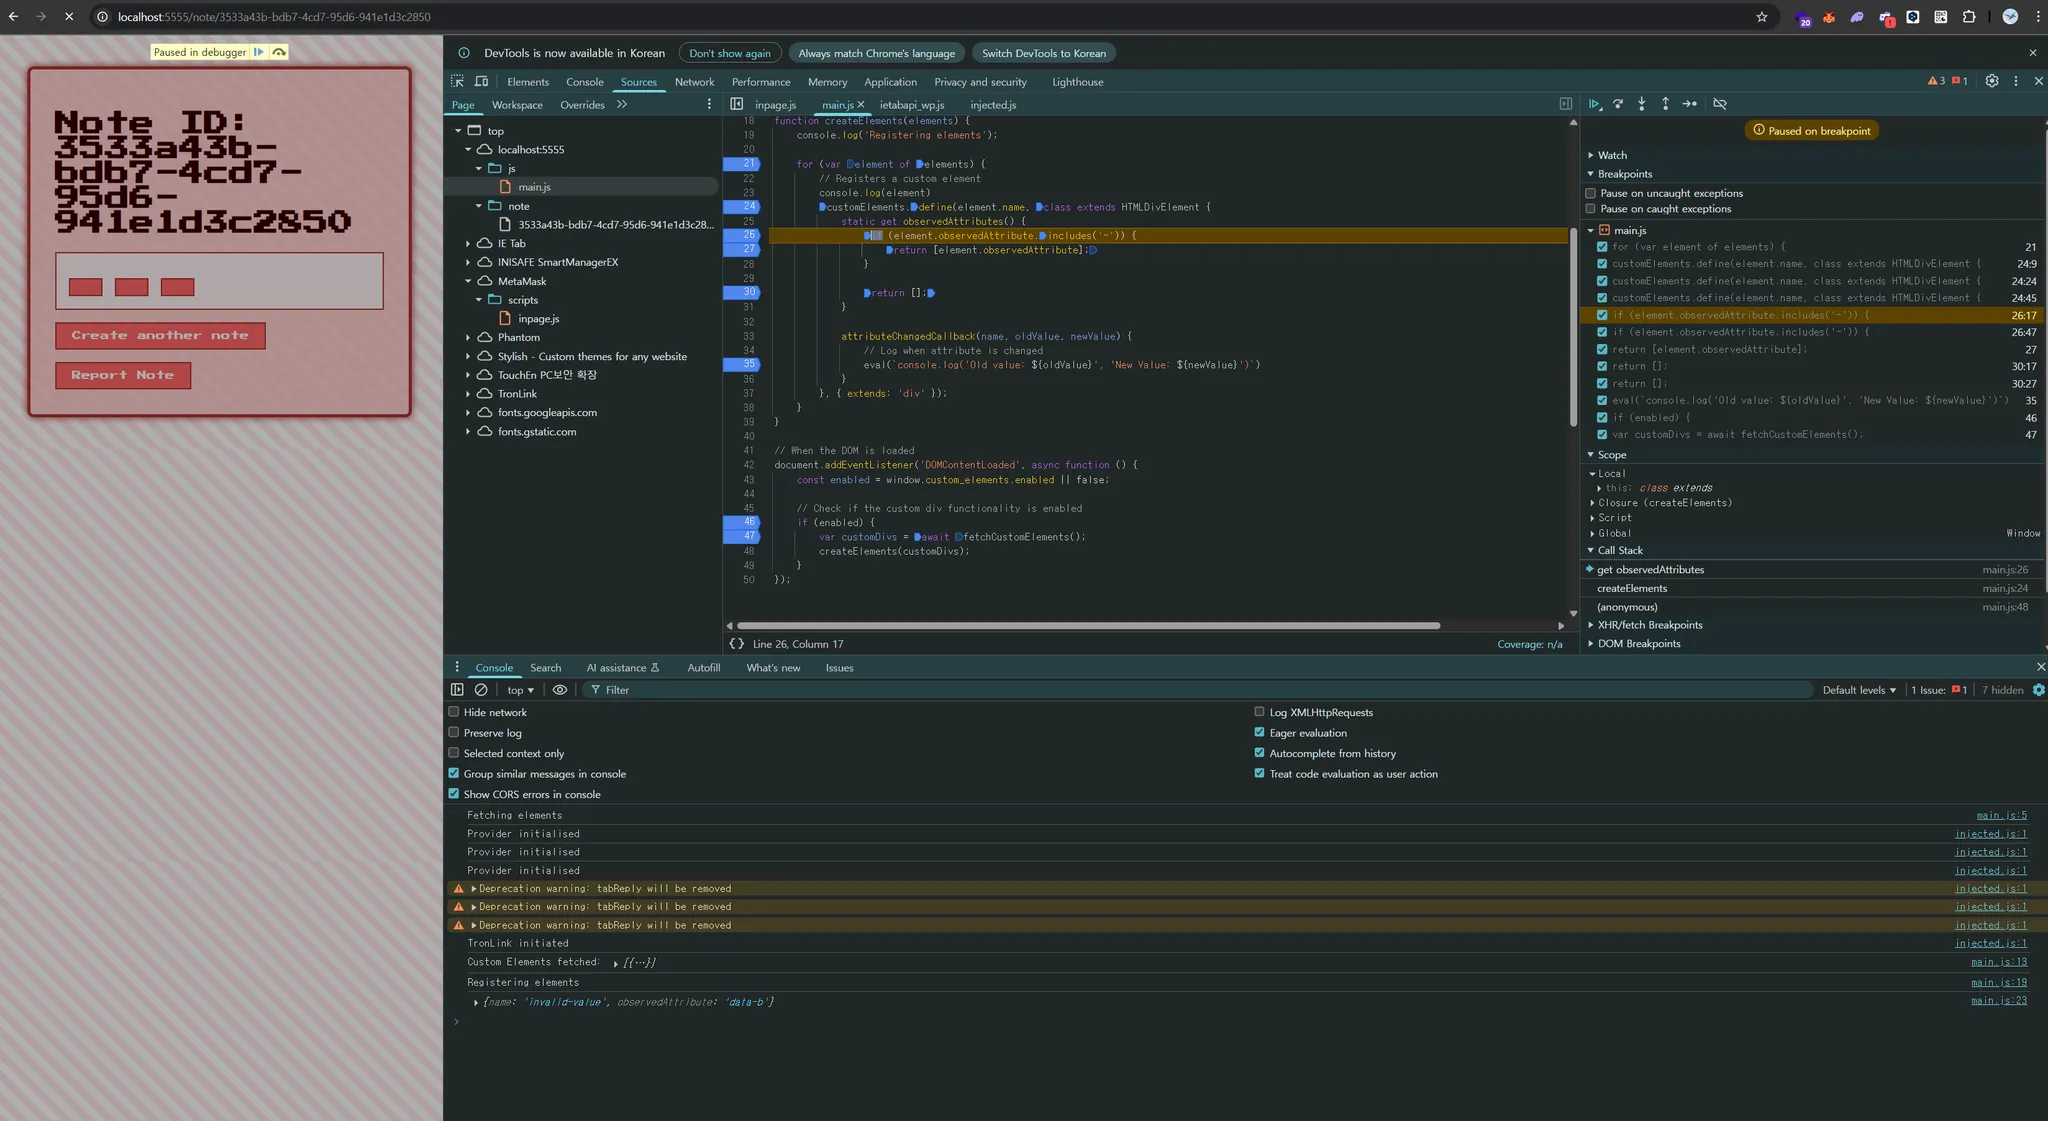 localhost:5555/note/3533a43b-bdb7-4cd7-95d6-941e1d3c2850
20
1
Paused in debugger
Note ID:
3533a43b-
bdb7-4cd7-
95d6-
941e1d3c2850
Create another note
Report Note
DevTools is now available in Korean
Don't show again
Always match Chrome's language
Switch DevTools to Korean
Elements Console Sources Network Performance Memory Application Privacy and security Lighthouse
3 1
Page Workspace Overrides
top
localhost:5555
js
main.js
note
3533a43b-bdb7-4cd7-95d6-941e1d3c28...
IE Tab
INISAFE SmartManagerEX
MetaMask
scripts
inpage.js
Phantom
Stylish - Custom themes for any website
TouchEn PC보안 확장
TronLink
fonts.googleapis.com
fonts.gstatic.com
inpage.js main.js ietabapi_wp.js injected.js
18 function createElements(elements) {
19 console.log('Registering elements');
20
21 for (var element of elements) {
22 // Registers a custom element
23 console.log(element)
24 customElements.define(element.name, class extends HTMLDivElement {
25 static get observedAttributes() {
26 if (element.observedAttribute.includes('-')) {
27 return [element.observedAttribute];
28 }
29
30 return [];
31 }
32
33 attributeChangedCallback(name, oldValue, newValue) {
34 // Log when attribute is changed
35 eval(`console.log('Old value: ${oldValue}', 'New Value: ${newValue}')`)
36 }
37 }, { extends: 'div' });
38 }
39 }
40
41 // When the DOM is loaded
42 document.addEventListener('DOMContentLoaded', async function () {
43 const enabled = window.custom_elements.enabled || false;
44
45 // Check if the custom div functionality is enabled
46 if (enabled) {
47 var customDivs = await fetchCustomElements();
48 createElements(customDivs);
49 }
50 });
{} Line 26, Column 17
Coverage: n/a
Paused on breakpoint
Watch
Breakpoints
Pause on uncaught exceptions
Pause on caught exceptions
main.js
for (var element of elements) { 21
customElements.define(element.name, class extends HTMLDivElement { 24:9
customElements.define(element.name, class extends HTMLDivElement { 24:24
customElements.define(element.name, class extends HTMLDivElement { 24:45
if (element.observedAttribute.includes('-')) { 26:17
if (element.observedAttribute.includes('-')) { 26:47
return [element.observedAttribute]; 27
return []; 30:17
return []; 30:27
eval(`console.log('Old value: ${oldValue}', 'New Value: ${newValue}')`) 35
if (enabled) { 46
var customDivs = await fetchCustomElements(); 47
Scope
Local
this: class extends
Closure (createElements)
Script
Global Window
Call Stack
get observedAttributes main.js:26
createElements main.js:24
(anonymous) main.js:48
XHR/fetch Breakpoints
DOM Breakpoints
Console Search AI assistance Autofill What's new Issues
top Filter Default levels 1 Issue: 1 7 hidden
Hide network Log XMLHttpRequests
Preserve log Eager evaluation
Selected context only Autocomplete from history
Group similar messages in console Treat code evaluation as user action
Show CORS errors in console
Fetching elements main.js:5
Provider initialised injected.js:1
Provider initialised injected.js:1
Provider initialised injected.js:1
Deprecation warning: tabReply will be removed injected.js:1
Deprecation warning: tabReply will be removed injected.js:1
Deprecation warning: tabReply will be removed injected.js:1
TronLink initiated injected.js:1
Custom Elements fetched: [{…}] main.js:13
Registering elements main.js:19
{name: 'invalid-value', observedAttribute: 'data-b'} main.js:23